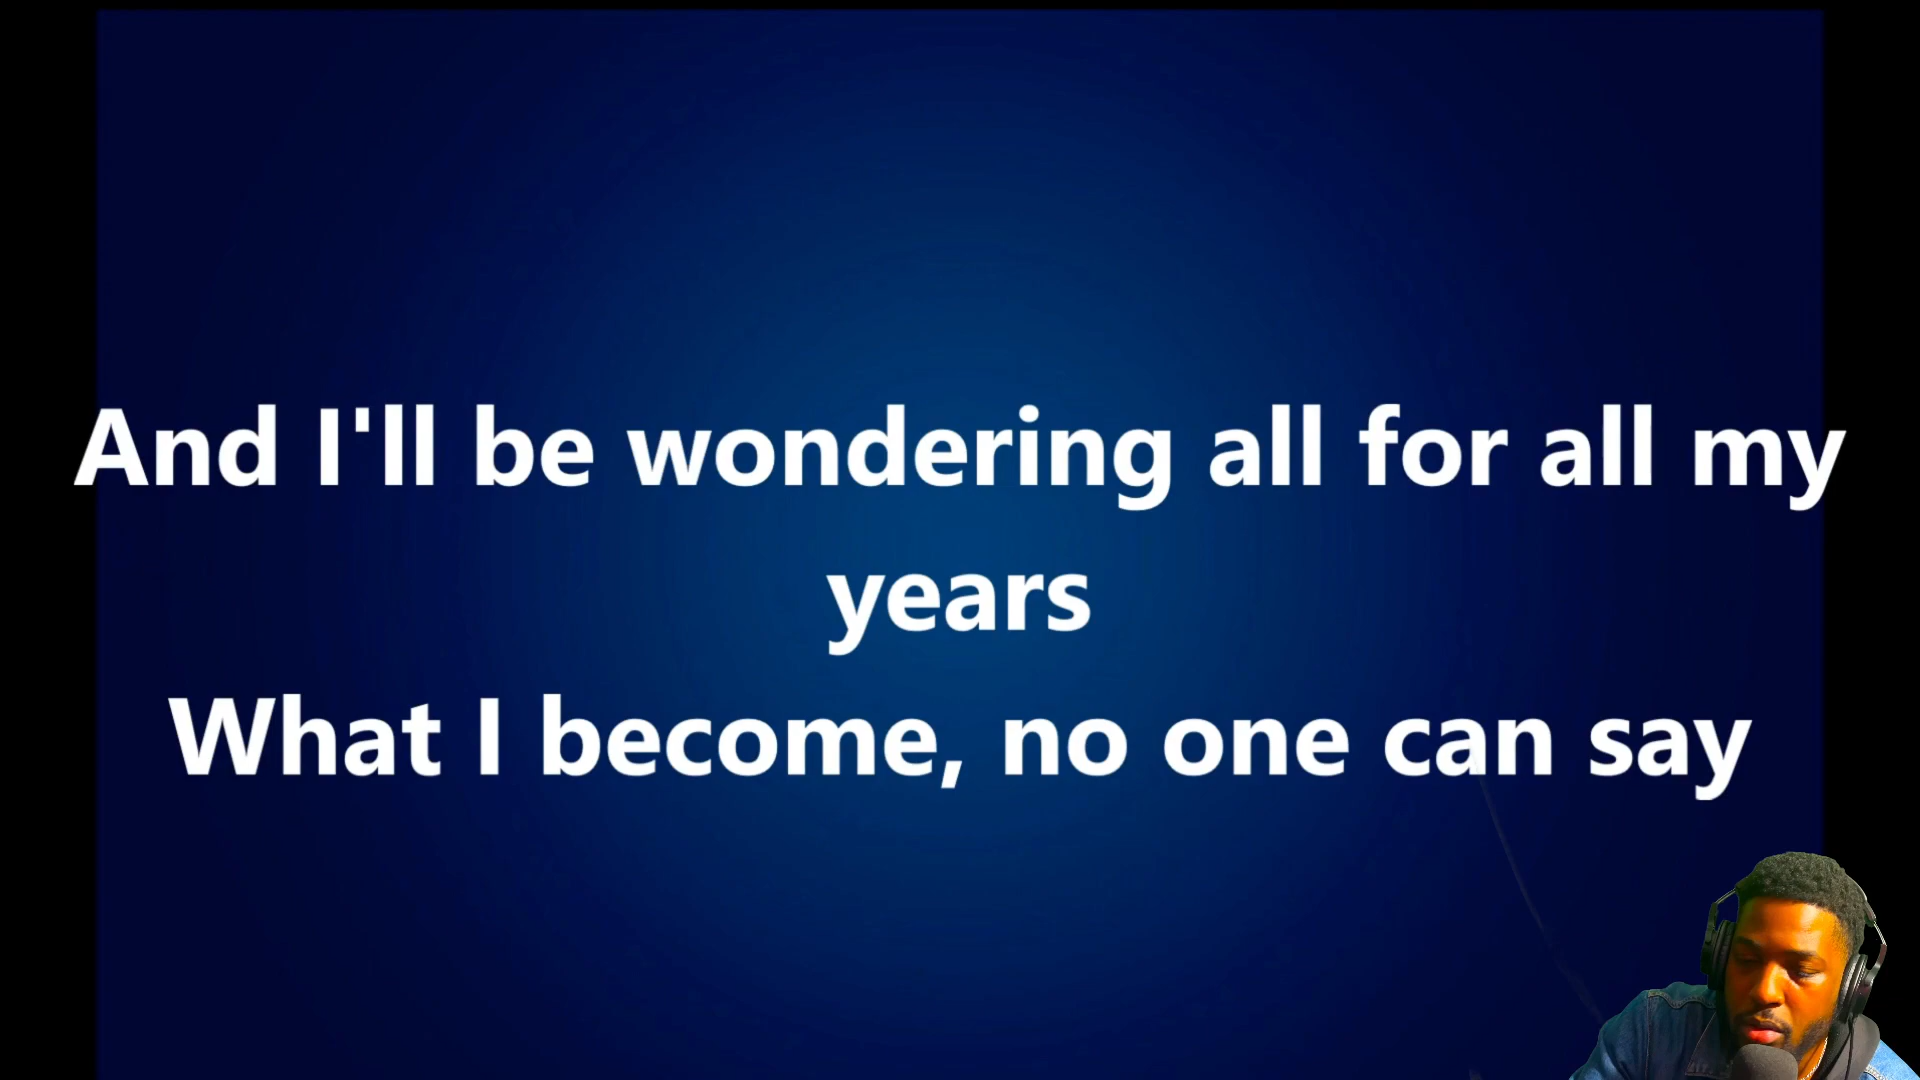 And I'll be wondering all for all my
years
What I become, no one can say